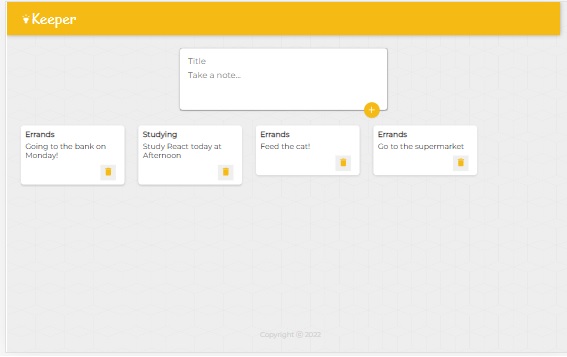 Keeper
Title
Take a note...
+
Errands
Going to the bank on
Monday!
Studying
Study React today at
Afternoon
Errands
Feed the cat!
Errands
Go to the supermarket
Copyright ⓒ 2022